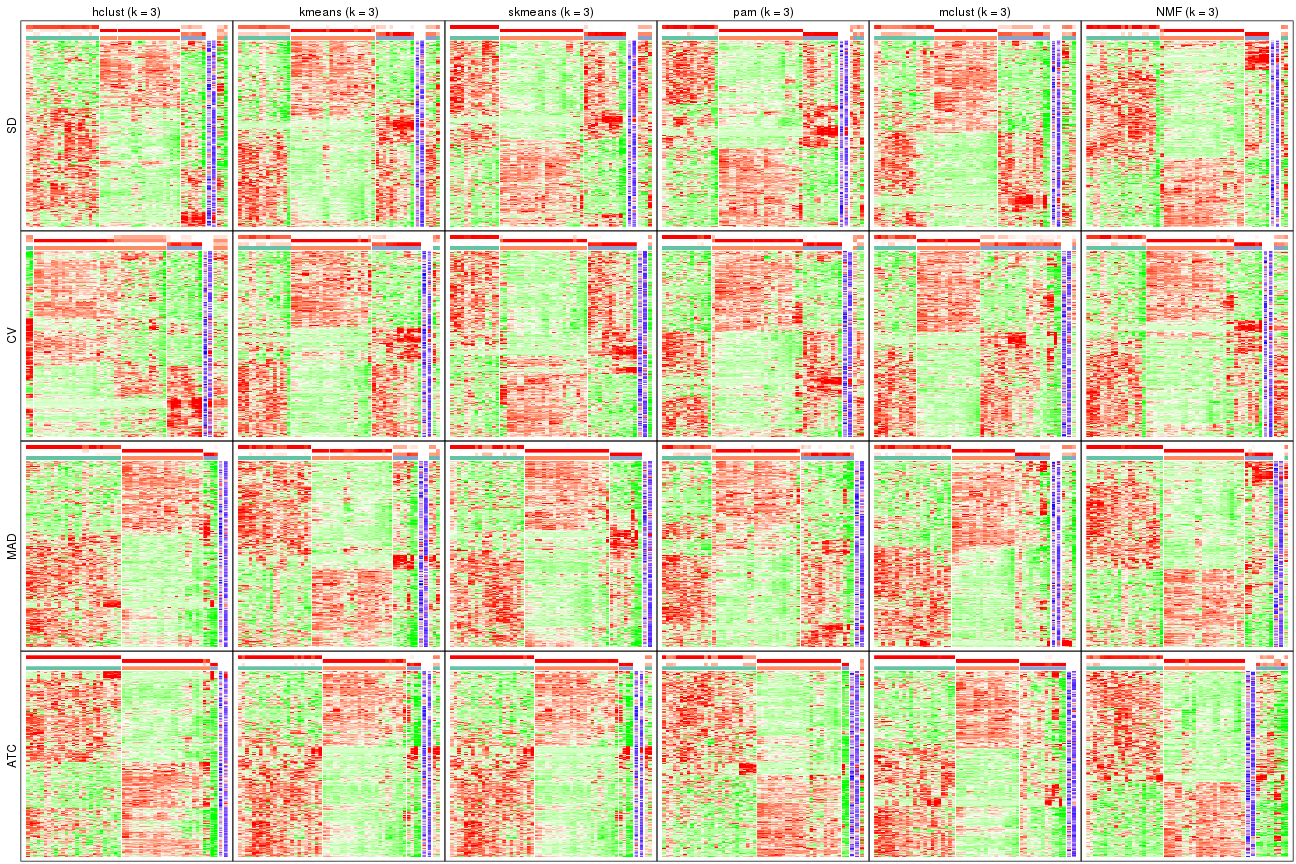 hclust (k = 3) kmeans (k = 3) skmeans (k = 3) pam (k = 3) mclust (k = 3) NMF (k = 3)
SD
CV
MAD
ATC